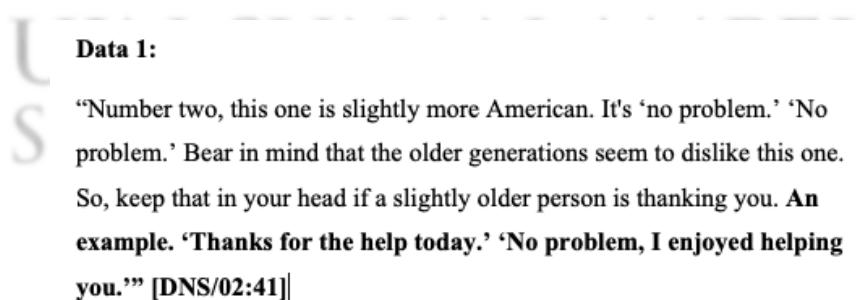 Data 1:
“Number two, this one is slightly more American. It's ‘no problem.’ ‘No
problem.’ Bear in mind that the older generations seem to dislike this one.
So, keep that in your head if a slightly older person is thanking you. An
example. ‘Thanks for the help today.’ ‘No problem, I enjoyed helping
you.’” [DNS/02:41]